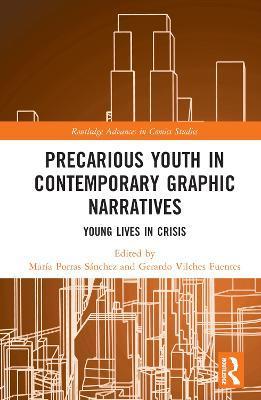 Routledge Advances in Comics Studies
PRECARIOUS YOUTH IN
CONTEMPORARY GRAPHIC
NARRATIVES
YOUNG LIVES IN CRISIS
Edited by
María Porras Sánchez and Gerardo Vilches Fuentes
ROUTLEDGE